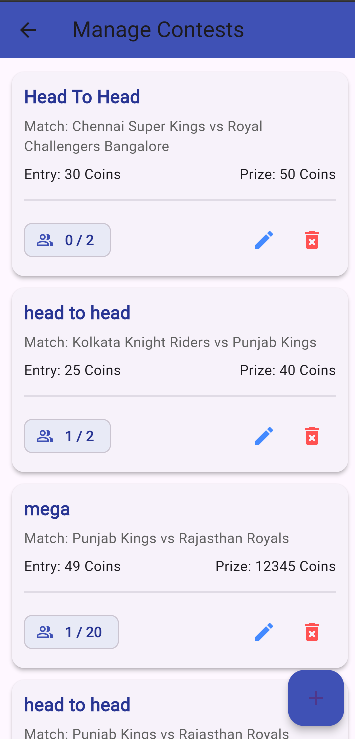 Manage Contests
Head To Head
Match: Chennai Super Kings vs Royal
Challengers Bangalore
Entry: 30 Coins Prize: 50 Coins
0 / 2
head to head
Match: Kolkata Knight Riders vs Punjab Kings
Entry: 25 Coins Prize: 40 Coins
1 / 2
mega
Match: Punjab Kings vs Rajasthan Royals
Entry: 49 Coins Prize: 12345 Coins
1 / 20
head to head
Match: Punjab Kings vs Rajasthan Royals